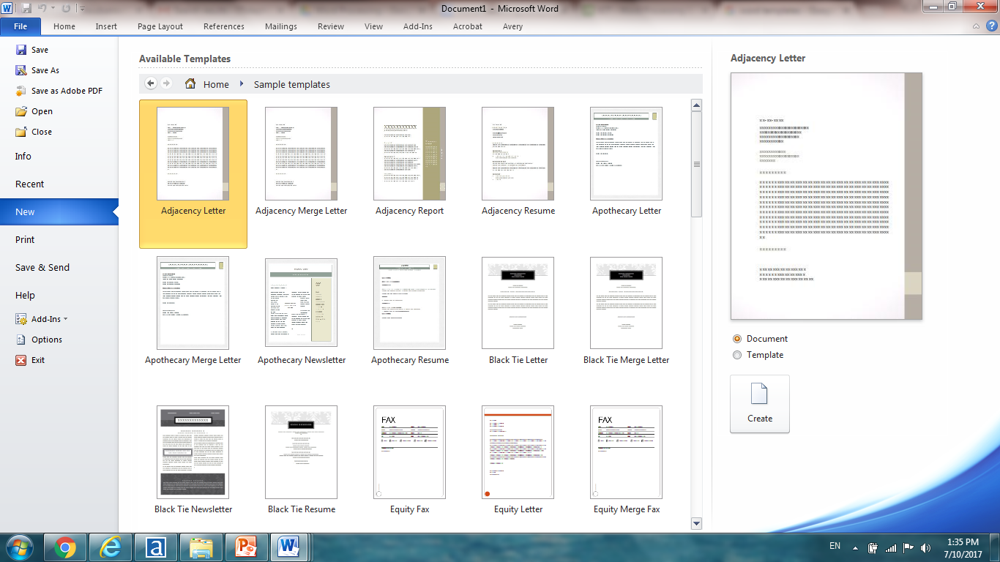 Document1 - Microsoft Word
File Home Insert Page Layout References Mailings Review View Add-Ins Acrobat Avery
Save
Save As
Save as Adobe PDF
Open
Close
Info
Recent
New
Print
Save & Send
Help
Add-Ins
Options
Exit
Available Templates
Home Sample templates
Adjacency Letter Adjacency Merge Letter Adjacency Report Adjacency Resume Apothecary Letter
Apothecary Merge Letter Apothecary Newsletter Apothecary Resume Black Tie Letter Black Tie Merge Letter
FAX FAX
Black Tie Newsletter Black Tie Resume Equity Fax Equity Letter Equity Merge Fax
Adjacency Letter
Document
Template
Create
EN
1:35 PM
7/10/2017